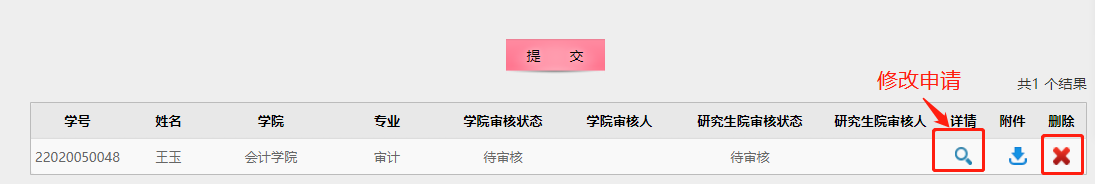 提 交
修改申请
共1 个结果
学号 姓名 学院 专业 学院审核状态 学院审核人 研究生院审核状态 研究生院审核人 详情 附件 删除
22020050048 王玉 会计学院 审计 待审核 待审核